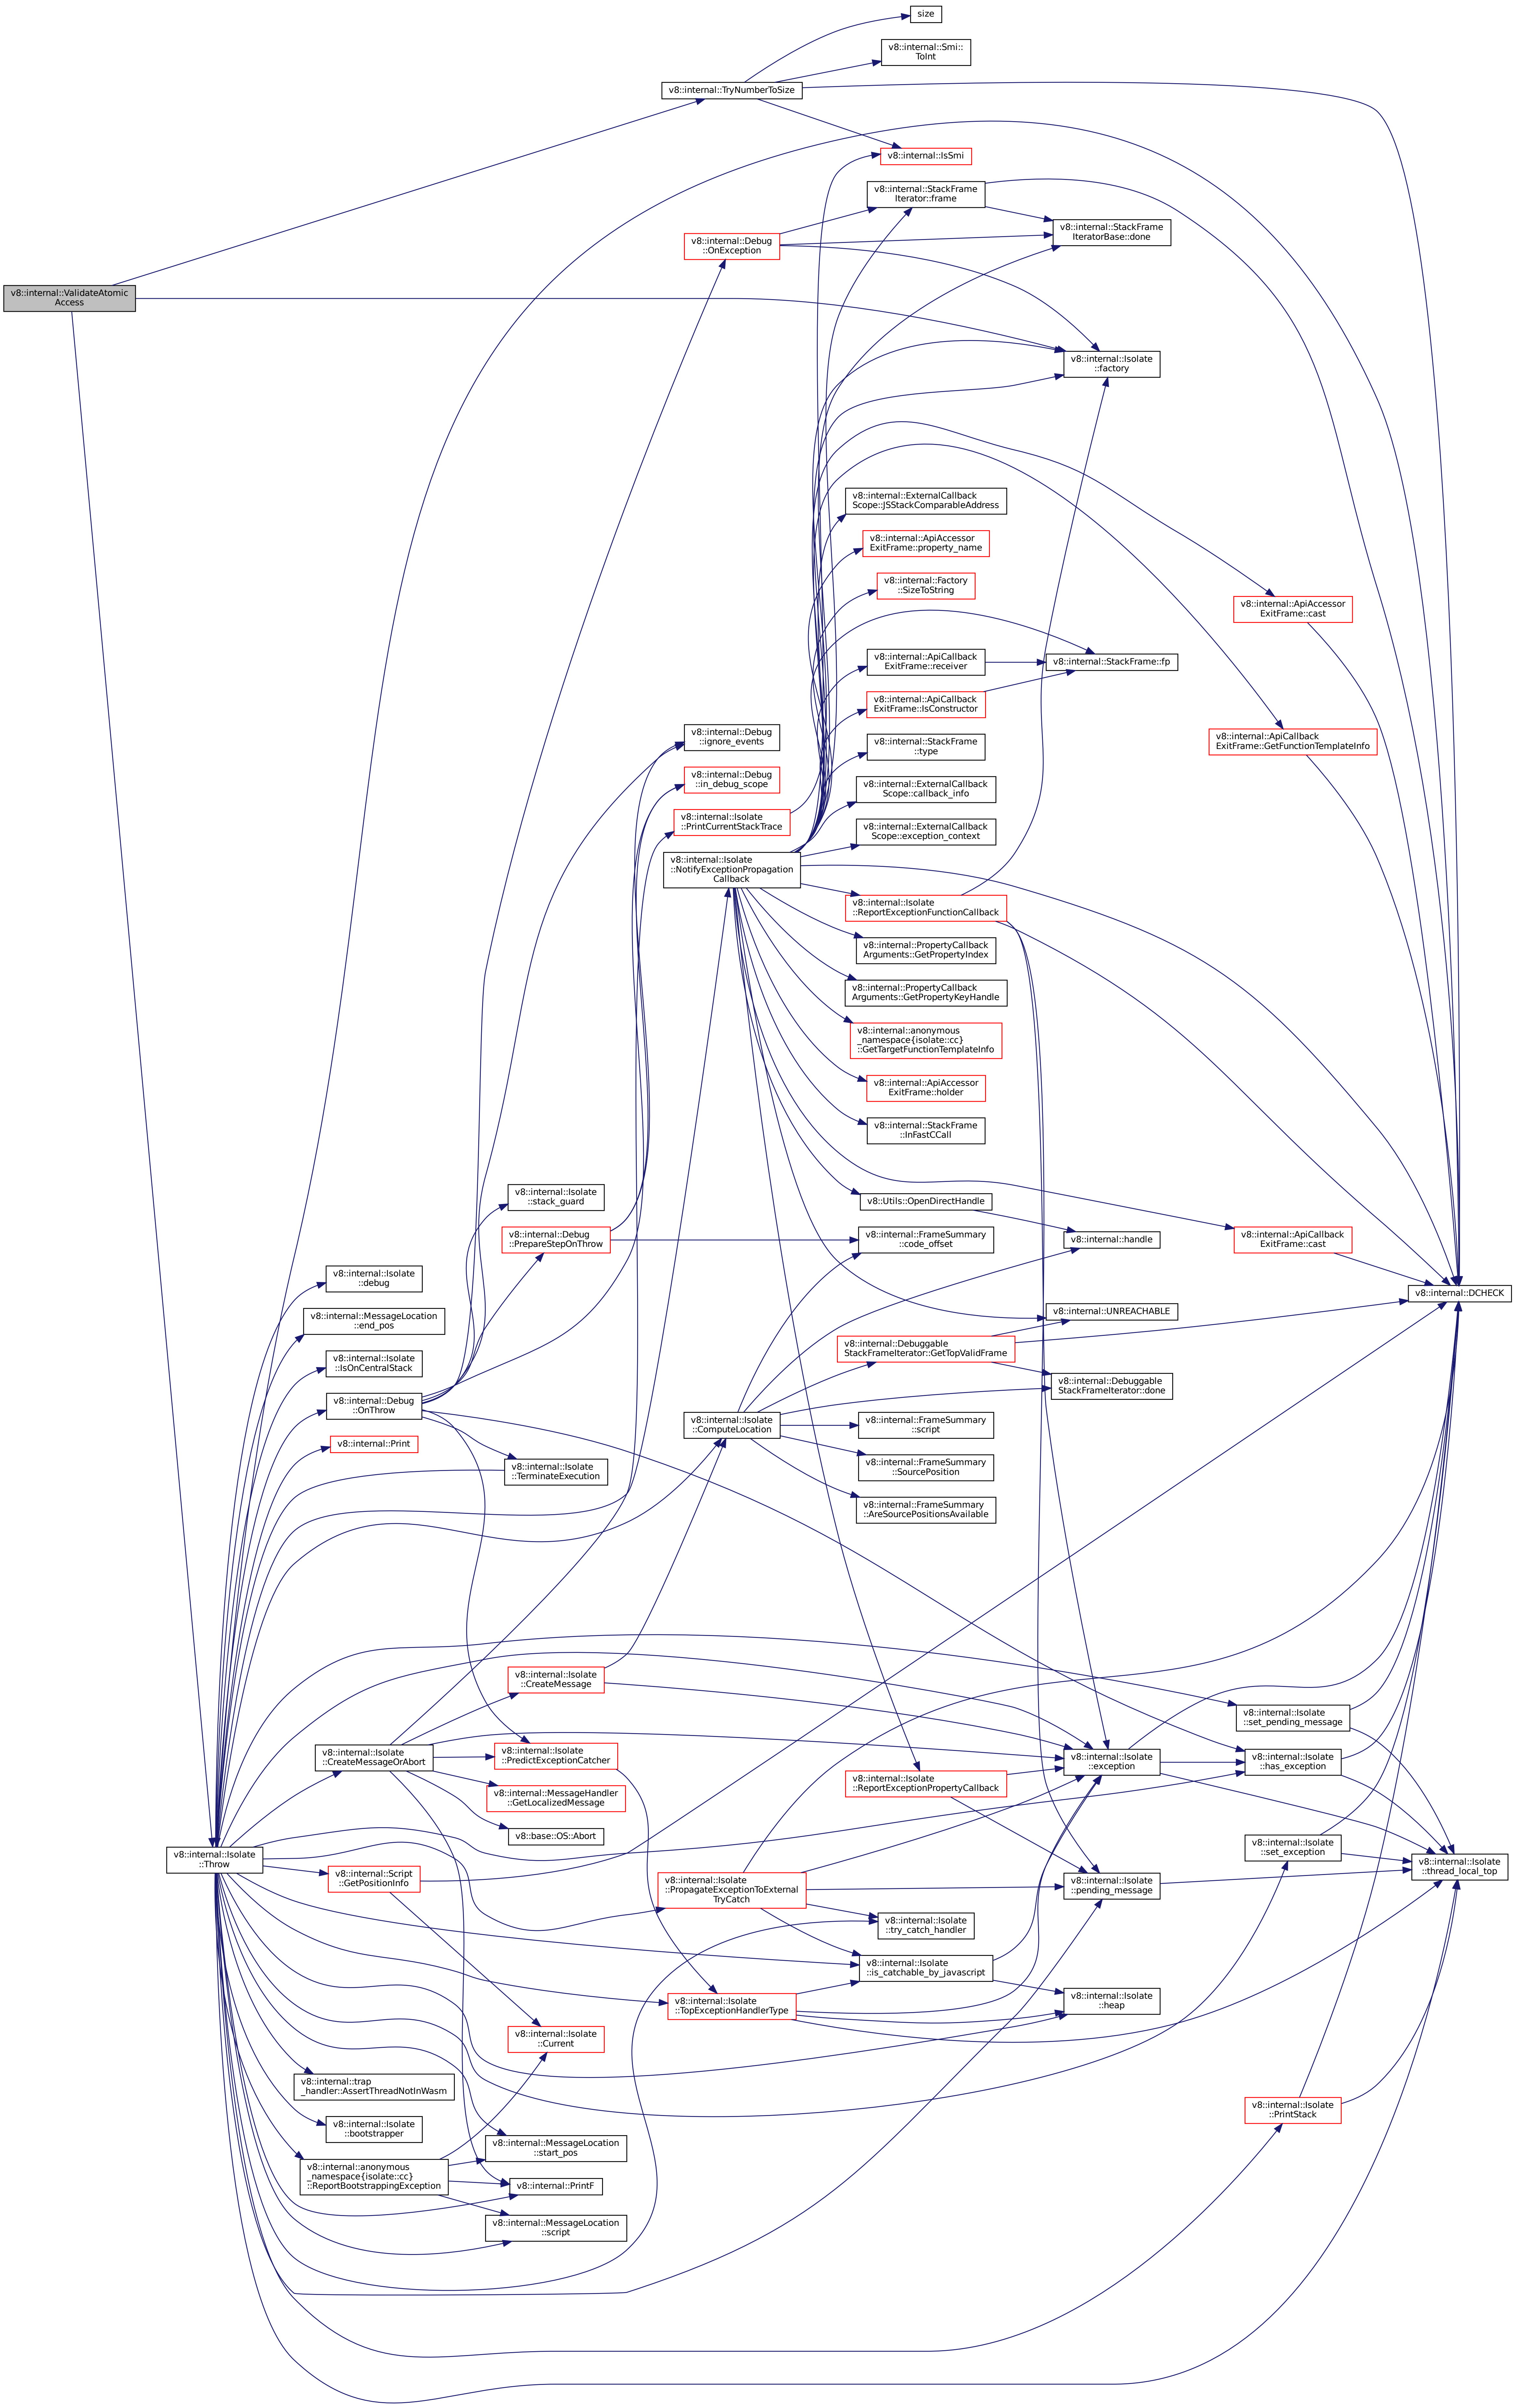 size
v8::internal::Smi::
ToInt
v8::internal::TryNumberToSize
v8::internal::IsSmi
v8::internal::StackFrame
Iterator::frame
v8::internal::StackFrame
IteratorBase::done
v8::internal::Debug
::OnException
v8::internal::ValidateAtomic
Access
v8::internal::Isolate
::factory
v8::internal::ExternalCallback
Scope::JSStackComparableAddress
v8::internal::ApiAccessor
ExitFrame::property_name
v8::internal::Factory
::SizeToString
v8::internal::ApiAccessor
ExitFrame::cast
v8::internal::ApiCallback
ExitFrame::receiver
v8::internal::StackFrame::fp
v8::internal::ApiCallback
ExitFrame::IsConstructor
v8::internal::Debug
::ignore_events
v8::internal::StackFrame
::type
v8::internal::ApiCallback
ExitFrame::GetFunctionTemplateInfo
v8::internal::Debug
::in_debug_scope
v8::internal::ExternalCallback
Scope::callback_info
v8::internal::Isolate
::PrintCurrentStackTrace
v8::internal::ExternalCallback
Scope::exception_context
v8::internal::Isolate
::NotifyExceptionPropagation
Callback
v8::internal::Isolate
::ReportExceptionFunctionCallback
v8::internal::PropertyCallback
Arguments::GetPropertyIndex
v8::internal::PropertyCallback
Arguments::GetPropertyKeyHandle
v8::internal::anonymous
_namespace{isolate::cc}
::GetTargetFunctionTemplateInfo
v8::internal::ApiAccessor
ExitFrame::holder
v8::internal::StackFrame
::InFastCCall
v8::internal::Isolate
::stack_guard
v8::Utils::OpenDirectHandle
v8::internal::Debug
::PrepareStepOnThrow
v8::internal::FrameSummary
::code_offset
v8::internal::handle
v8::internal::ApiCallback
ExitFrame::cast
v8::internal::Isolate
::debug
v8::internal::DCHECK
v8::internal::MessageLocation
::end_pos
v8::internal::UNREACHABLE
v8::internal::Debuggable
StackFrameIterator::GetTopValidFrame
v8::internal::Isolate
::IsOnCentralStack
v8::internal::Debuggable
StackFrameIterator::done
v8::internal::Debug
::OnThrow
v8::internal::Isolate
::ComputeLocation
v8::internal::FrameSummary
::script
v8::internal::Print
v8::internal::Isolate
::TerminateExecution
v8::internal::FrameSummary
::SourcePosition
v8::internal::FrameSummary
::AreSourcePositionsAvailable
v8::internal::Isolate
::CreateMessage
v8::internal::Isolate
::set_pending_message
v8::internal::Isolate
::CreateMessageOrAbort
v8::internal::Isolate
::PredictExceptionCatcher
v8::internal::Isolate
::exception
v8::internal::Isolate
::has_exception
v8::internal::Isolate
::ReportExceptionPropertyCallback
v8::internal::MessageHandler
::GetLocalizedMessage
v8::base::OS::Abort
v8::internal::Isolate
::set_exception
v8::internal::Isolate
::Throw
v8::internal::Isolate
::thread_local_top
v8::internal::Script
::GetPositionInfo
v8::internal::Isolate
::PropagateExceptionToExternal
TryCatch
v8::internal::Isolate
::pending_message
v8::internal::Isolate
::try_catch_handler
v8::internal::Isolate
::is_catchable_by_javascript
v8::internal::Isolate
::TopExceptionHandlerType
v8::internal::Isolate
::heap
v8::internal::Isolate
::Current
v8::internal::trap
_handler::AssertThreadNotInWasm
v8::internal::Isolate
::PrintStack
v8::internal::Isolate
::bootstrapper
v8::internal::MessageLocation
::start_pos
v8::internal::anonymous
_namespace{isolate::cc}
::ReportBootstrappingException
v8::internal::PrintF
v8::internal::MessageLocation
::script